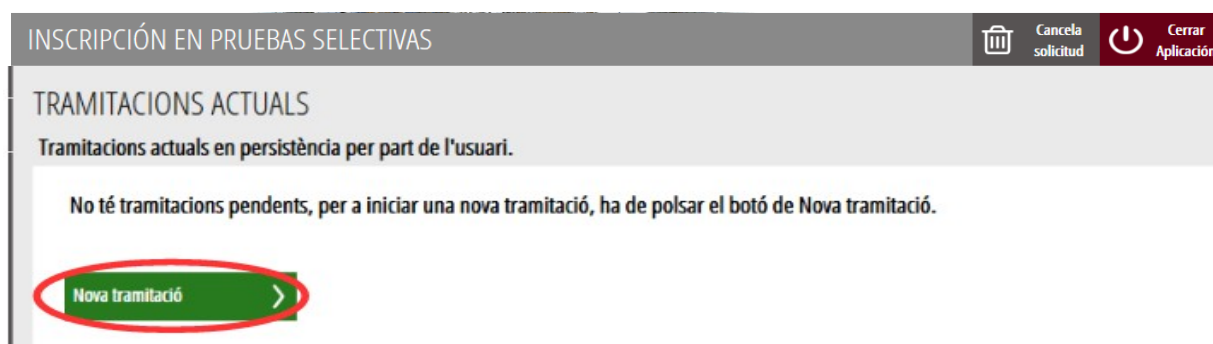 INSCRIPCIÓN EN PRUEBAS SELECTIVAS
Cancela
solicitud
Cerrar
Aplicación
TRAMITACIONS ACTUALS
Tramitacions actuals en persistència per part de l'usuari.
No té tramitacions pendents, per a iniciar una nova tramitació, ha de polsar el botó de Nova tramitació.
Nova tramitació